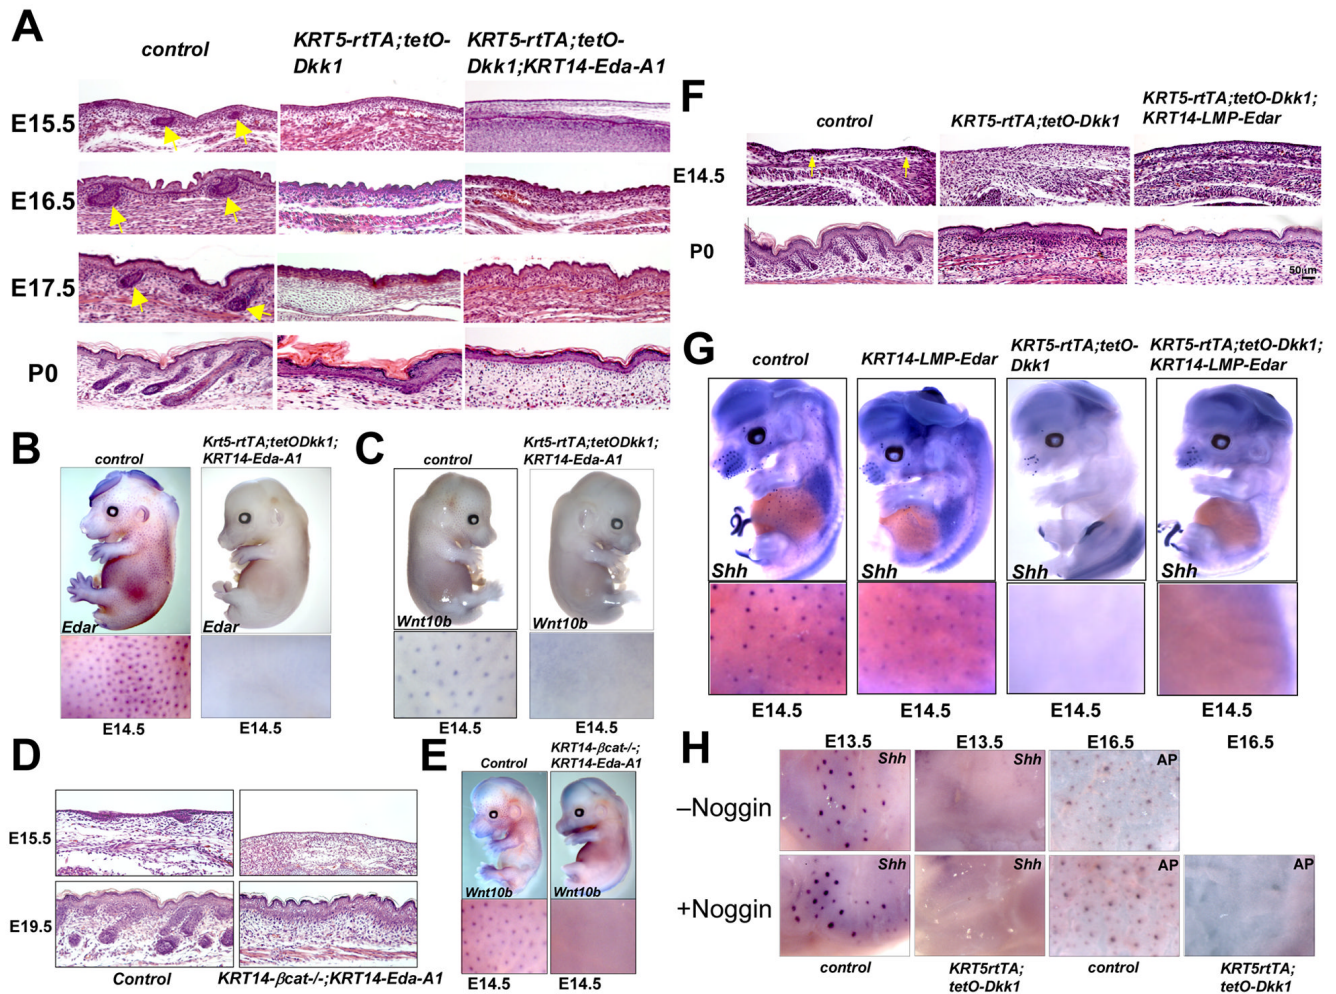 A
control
KRT5-rtTA;tetO-
Dkk1
KRT5-rtTA;tetO-
Dkk1;KRT14-Eda-A1
E15.5
E16.5
E17.5
P0
B
control
Krt5-rtTA;tetODkk1;
KRT14-Eda-A1
Edar
Edar
E14.5
E14.5
C
control
Krt5-rtTA;tetODkk1;
KRT14-Eda-A1
Wnt10b
Wnt10b
E14.5
E14.5
D
E15.5
E19.5
Control
KRT14-βcat-/-;KRT14-Eda-A1
E
Control
KRT14-βcat-/-;
KRT14-Eda-A1
Wnt10b
Wnt10b
E14.5
E14.5
F
control
KRT5-rtTA;tetO-Dkk1
KRT5-rtTA;tetO-Dkk1;
KRT14-LMP-Edar
E14.5
P0
50μm
G
control
KRT14-LMP-Edar
KRT5-rtTA;tetO-
Dkk1
KRT5-rtTA;tetO-Dkk1;
KRT14-LMP-Edar
Shh
Shh
Shh
Shh
E14.5
E14.5
E14.5
E14.5
H
E13.5
E13.5
E16.5
E16.5
–Noggin
Shh
Shh
AP
+Noggin
Shh
Shh
AP
AP
control
KRT5rtTA;
tetO-Dkk1
control
KRT5rtTA;
tetO-Dkk1